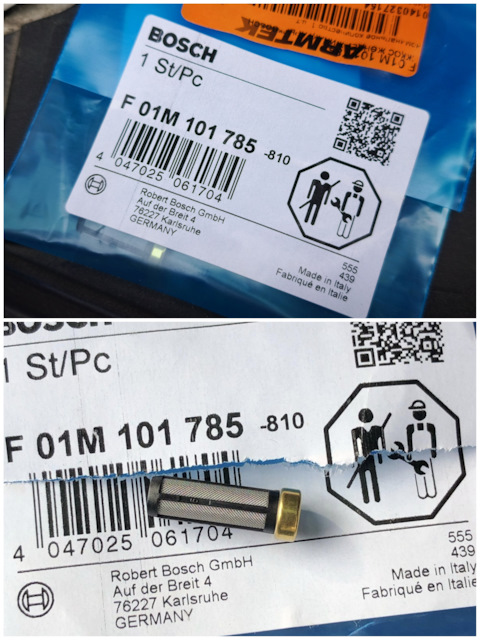 ARMTEK
F 01M 10
BOSCH
1 St/Pc
F 01M 101 785 -810
4 047025 061704
Robert Bosch GmbH
Auf der Breit 4
76227 Karlsruhe
GERMANY
555
439
Made in Italy
Fabriqué en Italie
BOSCH
1 St/Pc
F 01M 101 785 -810
4 047025 061704
Robert Bosch GmbH
Auf der Breit 4
76227 Karlsruhe
GERMANY
555
439
Made in Italy
Fabriqué en Italie